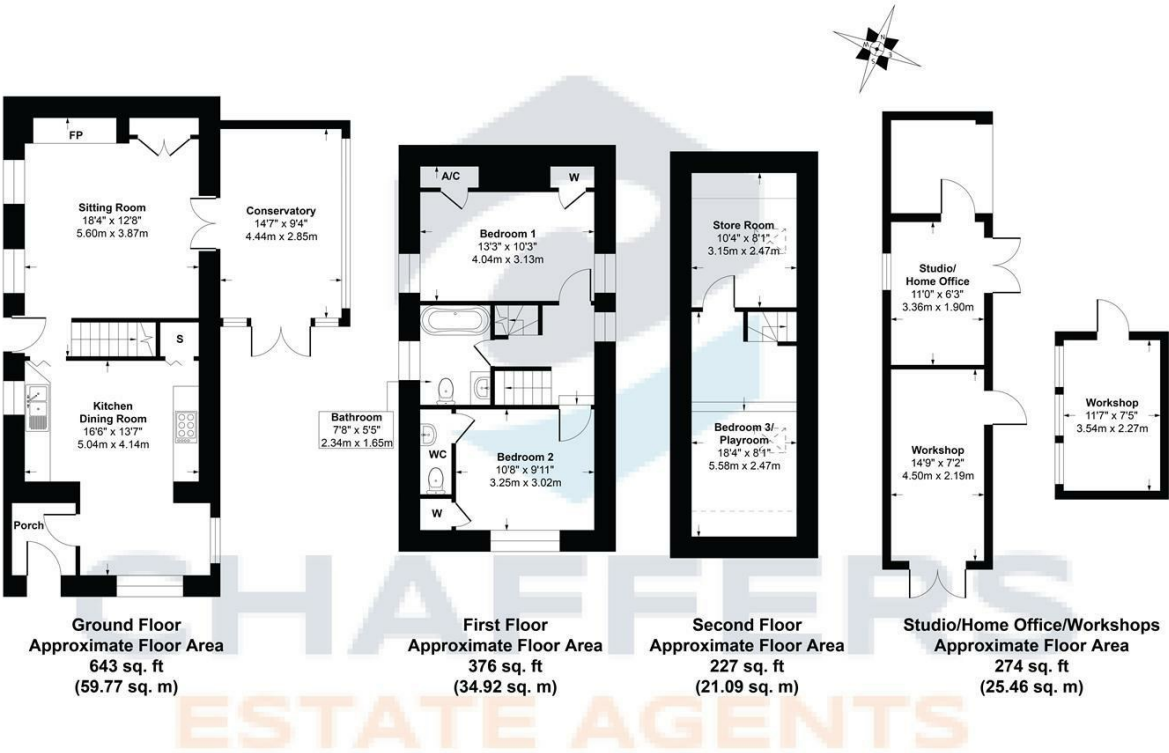 N
E
S
W
FP
Sitting Room
18'4" x 12'8"
5.60m x 3.87m
Conservatory
14'7" x 9'4"
4.44m x 2.85m
S
Kitchen
Dining Room
16'6" x 13'7"
5.04m x 4.14m
Porch
A/C
W
Bedroom 1
13'3" x 10'3"
4.04m x 3.13m
Bathroom
7'8" x 5'5"
2.34m x 1.65m
WC
Bedroom 2
10'8" x 9'11"
3.25m x 3.02m
W
Store Room
10'4" x 8'1"
3.15m x 2.47m
Bedroom 3/
Playroom
18'4" x 8'1"
5.58m x 2.47m
Studio/
Home Office
11'0" x 6'3"
3.36m x 1.90m
Workshop
14'9" x 7'2"
4.50m x 2.19m
Workshop
11'7" x 7'5"
3.54m x 2.27m
CHAFFERS
ESTATE AGENTS
Ground Floor
Approximate Floor Area
643 sq. ft
(59.77 sq. m)
First Floor
Approximate Floor Area
376 sq. ft
(34.92 sq. m)
Second Floor
Approximate Floor Area
227 sq. ft
(21.09 sq. m)
Studio/Home Office/Workshops
Approximate Floor Area
274 sq. ft
(25.46 sq. m)